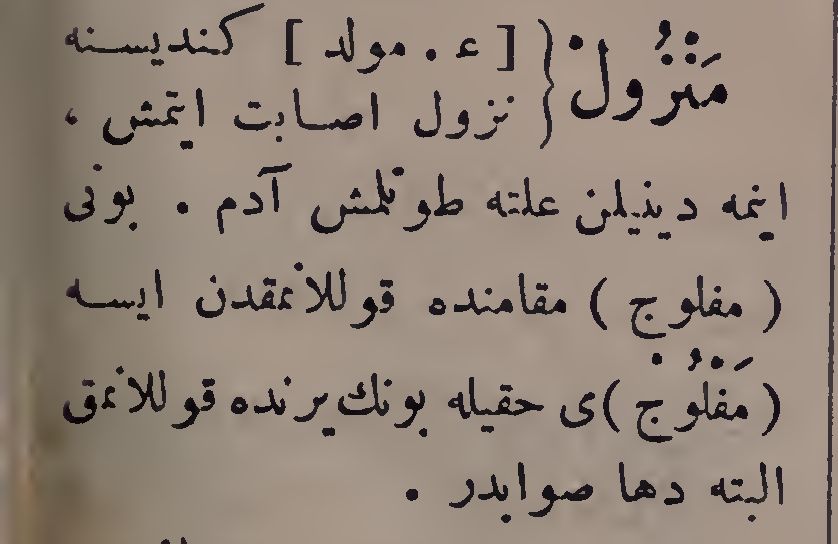 مَنْزُولْ { [ ع . مولد ] كنديسنه
نزول اصابت ايتمش ،
اينمه دينيلن علته طوتلمش آدم . بونى
( مفلوج ) مقامنده قوللانمقدن ايسه
( مَفْلُوجْ )ى حقيله بونك يرنده قوللانمق
البته دها صوابدر .